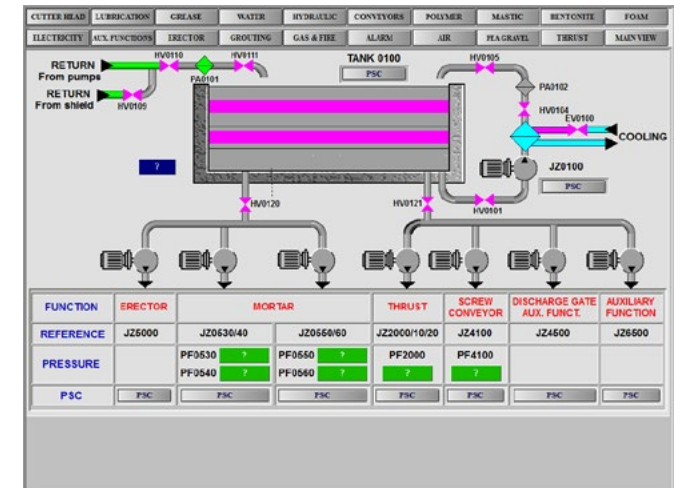 CUTTER HEAD LUBRICATION GREASE WATER HYDRAULIC CONVEYORS POLYMER MASTIC BENTONITE FOAM
ELECTRICITY AUX. FUNCTIONS ERECTOR GROUTING GAS & FIRE ALARM AIR PEA GRAVEL THRUST MAIN VIEW
HV0110 HV0111 TANK 0100 HV0105
RETURN
From pumps
PSC
PA0101
PA0102
RETURN
From shield
HV0109
HV0104
EV0100
COOLING
?
JZ0100
PSC
HV0120 HV0121 HV0101
FUNCTION ERECTOR MORTAR THRUST SCREW CONVEYOR DISCHARGE GATE AUX. FUNCT. AUXILIARY FUNCTION
REFERENCE JZ5000 JZ0530/40 JZ0550/60 JZ2000/10/20 JZ4100 JZ4500 JZ6500
PRESSURE
PF0530 ? PF0550 ? PF2000 PF4100
PF0540 ? PF0560 ? ? ?
PSC PSC PSC PSC PSC PSC PSC PSC